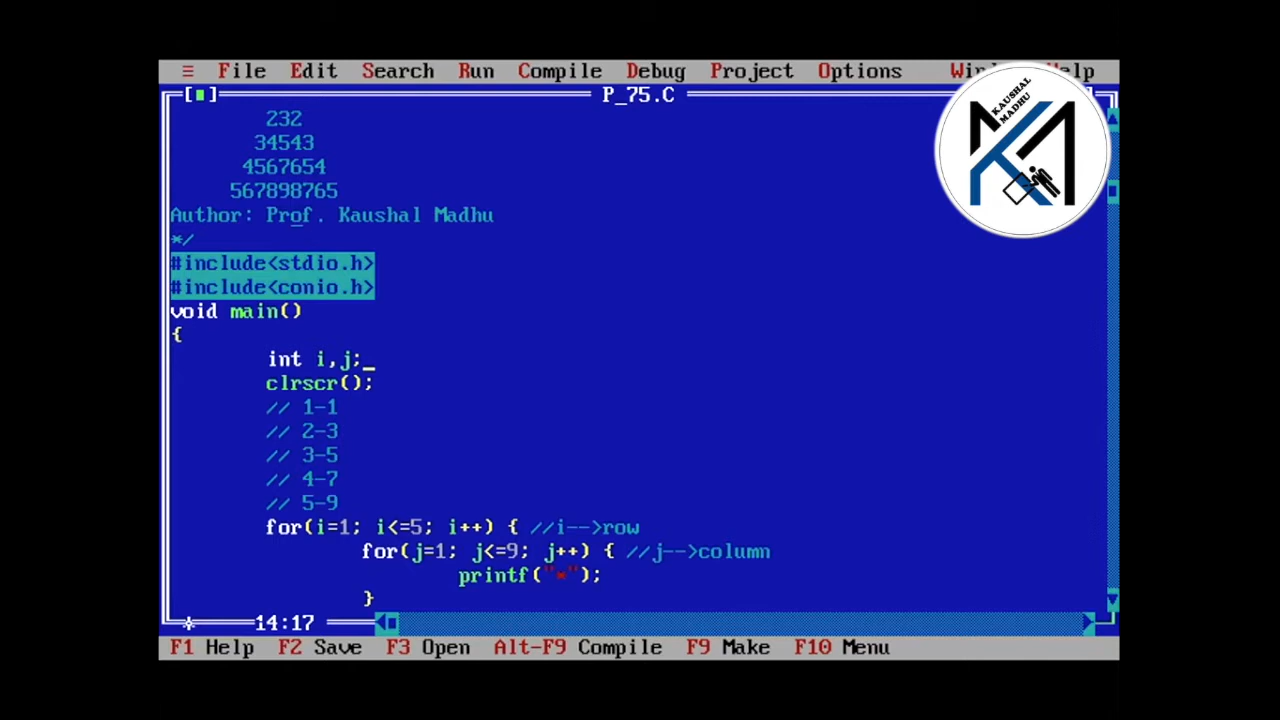 ≡ File Edit Search Run Compile Debug Project Options Help
[■] P_75.C
KAUSHAL
MADHU
232
34543
4567654
567898765
Author: Prof. Kaushal Madhu
*/
#include<stdio.h>
#include<conio.h>
void main()
{
int i,j;_
clrscr();
// 1-1
// 2-3
// 3-5
// 4-7
// 5-9
for(i=1; i<=5; i++) { //i-->row
for(j=1; j<=9; j++) { //j-->column
printf("*");
}
14:17
F1 Help F2 Save F3 Open Alt-F9 Compile F9 Make F10 Menu